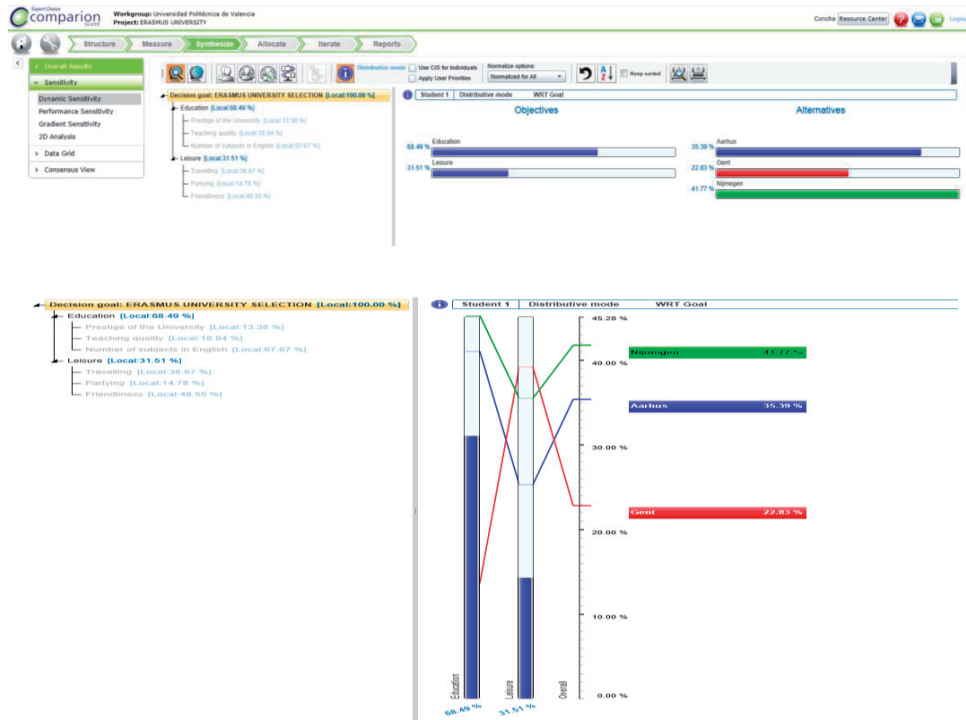 Expert Choice
comparion
SUITE
Workgroup: Universidad Politécnica de Valencia
Project: ERASMUS UNIVERSITY
Concha
Resource Center
Logout
Structure
Measure
Synthesize
Allocate
Iterate
Reports
Overall Results
Sensitivity
Dynamic Sensitivity
Performance Sensitivity
Gradient Sensitivity
2D Analysis
Data Grid
Consensus View
Distributive mode
Use CIS for Individuals
Apply User Priorities
Normalize options:
Normalized for All
Keep sorted
Decision goal: ERASMUS UNIVERSITY SELECTION [Local:100.00 %]
Education [Local:68.49 %]
Prestige of the University [Local:13.38 %]
Teaching quality [Local:18.94 %]
Number of subjects in English [Local:67.67 %]
Leisure [Local:31.51 %]
Travelling [Local:36.67 %]
Partying [Local:14.78 %]
Friendliness [Local:48.55 %]
Student 1 Distributive mode WRT Goal
Objectives
Education
68.49 %
Leisure
31.51 %
Alternatives
Aarhus
35.39 %
Gent
22.83 %
Nijmegen
41.77 %
Decision goal: ERASMUS UNIVERSITY SELECTION [Local:100.00 %]
Education [Local:68.49 %]
Prestige of the University [Local:13.38 %]
Teaching quality [Local:18.94 %]
Number of subjects in English [Local:67.67 %]
Leisure [Local:31.51 %]
Travelling [Local:36.67 %]
Partying [Local:14.78 %]
Friendliness [Local:48.55 %]
Student 1 Distributive mode WRT Goal
45.28 %
Nijmegen 41.77 %
40.00 %
Aarhus 35.39 %
30.00 %
Gent 22.83 %
20.00 %
10.00 %
0.00 %
Education
Leisure
Overall
68.49 %
31.51 %